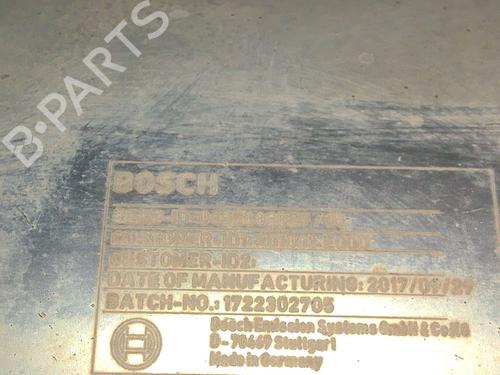 B-PARTS
BOSCH
CUSTOMER-ID2:
DATE OF MANUFACTURING: 2017/01/29
BATCH-NO.: 1722302705
Bosch Emission Systems GmbH & Co.KG
D-70469 Stuttgart
Made in Germany